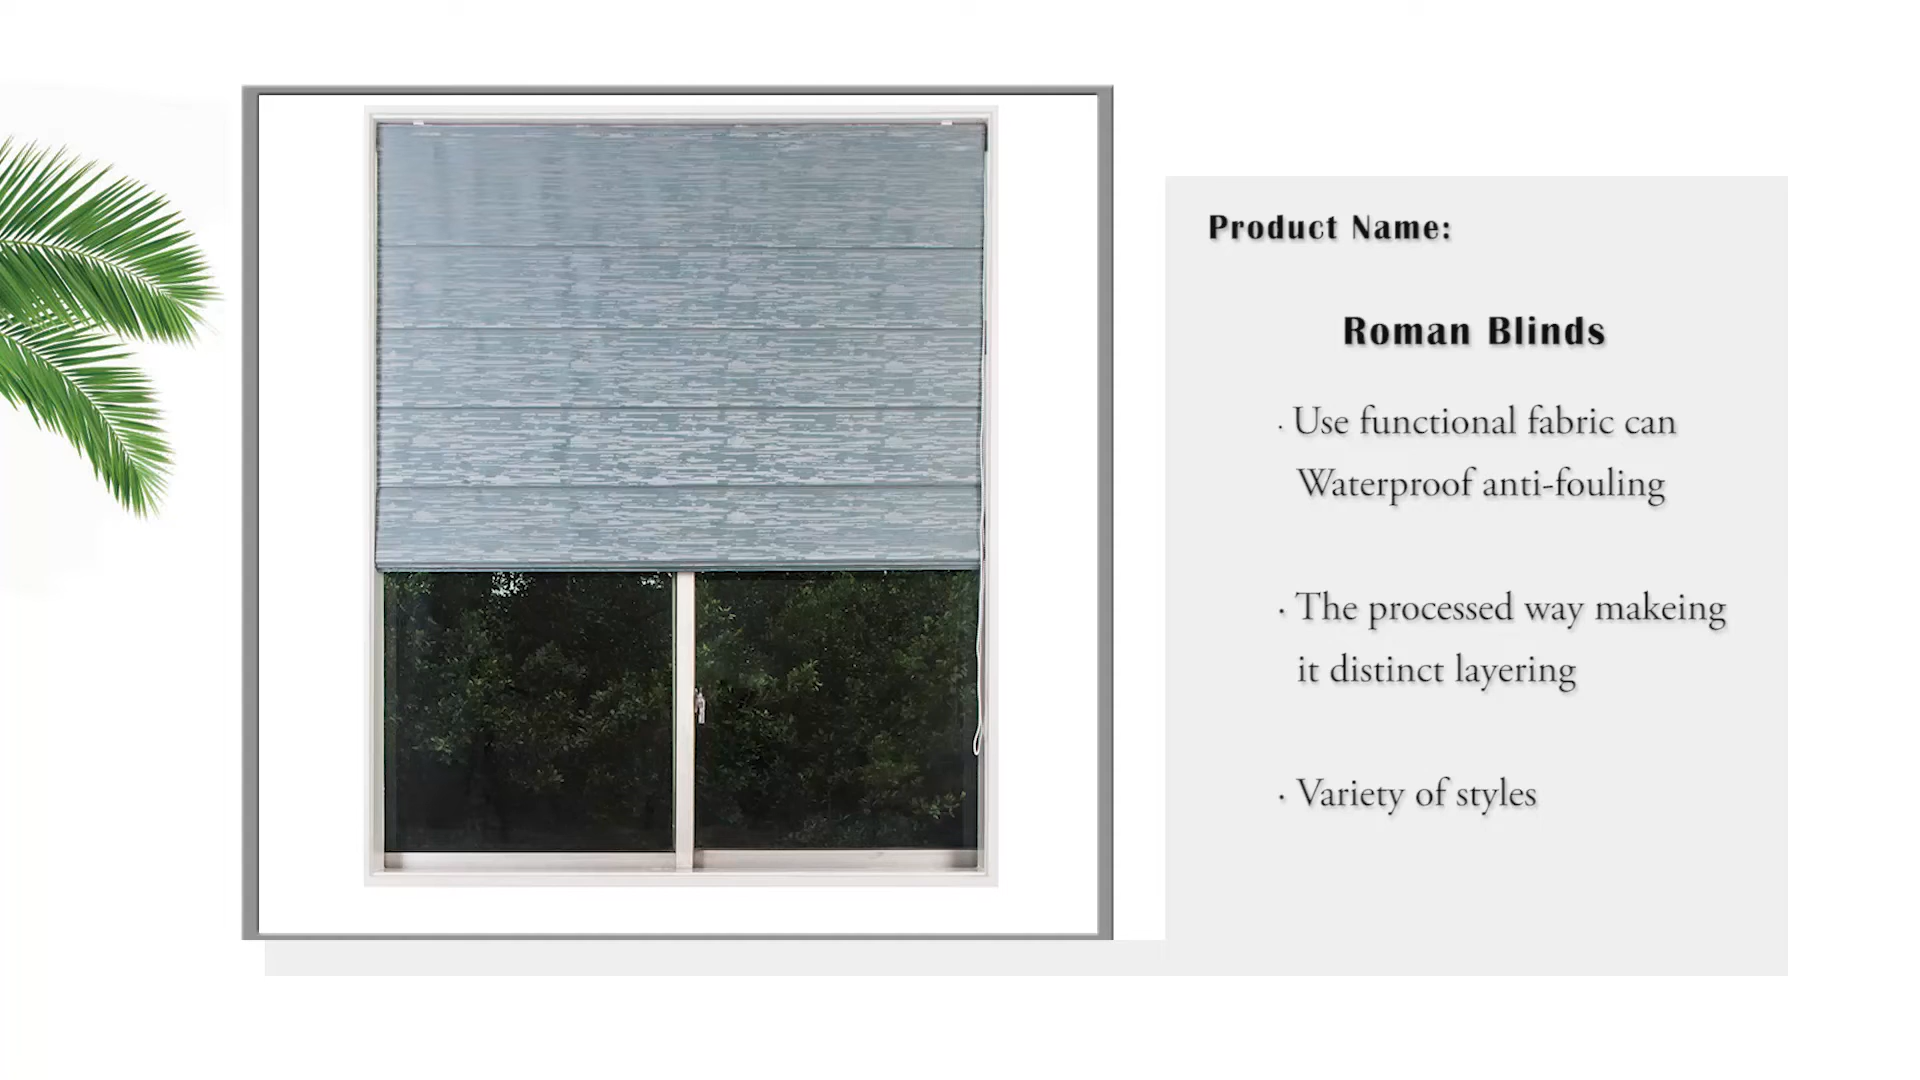 Product Name:
Roman Blinds
· Use functional fabric can
Waterproof anti-fouling
· The processed way makeing
it distinct layering
· Variety of styles